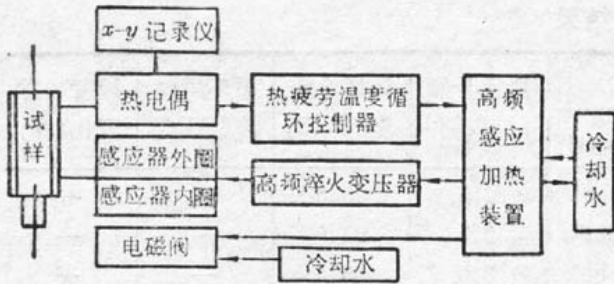 x-y 记录仪
试样
热电偶
热疲劳温度循
环控制器
高频
感应
加热
装置
冷却水
感应器外圈
感应器内圈
高频淬火变压器
电磁阀
冷却水